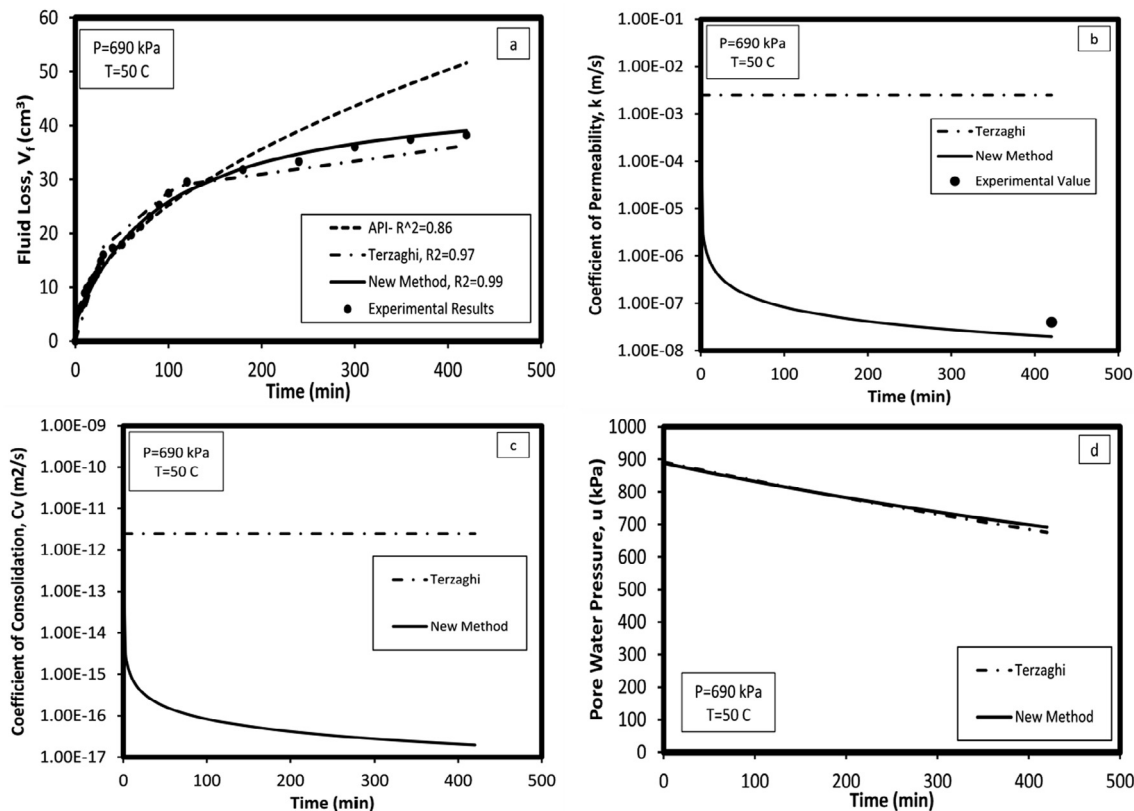 60
50
40
30
20
10
0
Fluid Loss, Vf (cm³)
P=690 kPa
T=50 C
a
API- R^2=0.86
Terzaghi, R2=0.97
New Method, R2=0.99
Experimental Results
0 100 200 300 400 500
Time (min)
1.00E-01
1.00E-02
1.00E-03
1.00E-04
1.00E-05
1.00E-06
1.00E-07
1.00E-08
Coefficient of Permeability, k (m/s)
P=690 kPa
T=50 C
b
Terzaghi
New Method
Experimental Value
0 100 200 300 400 500
Time (min)
1.00E-09
1.00E-10
1.00E-11
1.00E-12
1.00E-13
1.00E-14
1.00E-15
1.00E-16
1.00E-17
Coefficient of Consolidation, Cv (m2/s)
P=690 kPa
T=50 C
c
Terzaghi
New Method
0 100 200 300 400 500
Time (min)
1000
900
800
700
600
500
400
300
200
100
0
Pore Water Pressure, u (kPa)
d
P=690 kPa
T=50 C
Terzaghi
New Method
0 100 200 300 400 500
Time (min)